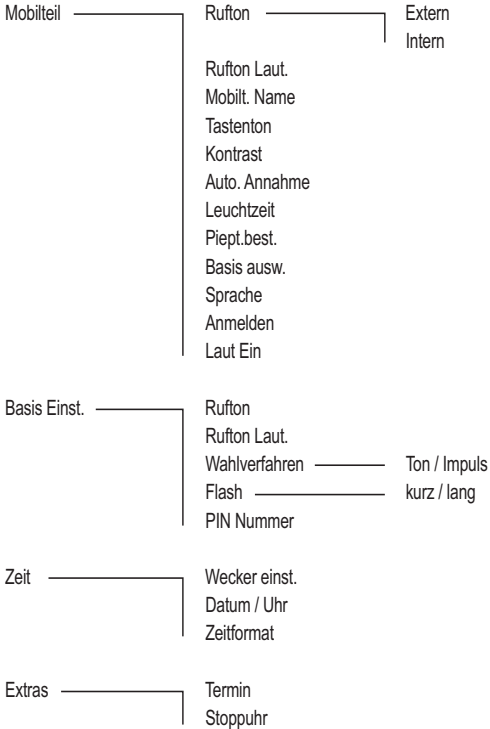 Mobilteil Rufton Extern
Intern
Rufton Laut.
Mobilt. Name
Tastenton
Kontrast
Auto. Annahme
Leuchtzeit
Piept.best.
Basis ausw.
Sprache
Anmelden
Laut Ein
Basis Einst. Rufton
Rufton Laut.
Wahlverfahren Ton / Impuls
Flash kurz / lang
PIN Nummer
Zeit Wecker einst.
Datum / Uhr
Zeitformat
Extras Termin
Stoppuhr